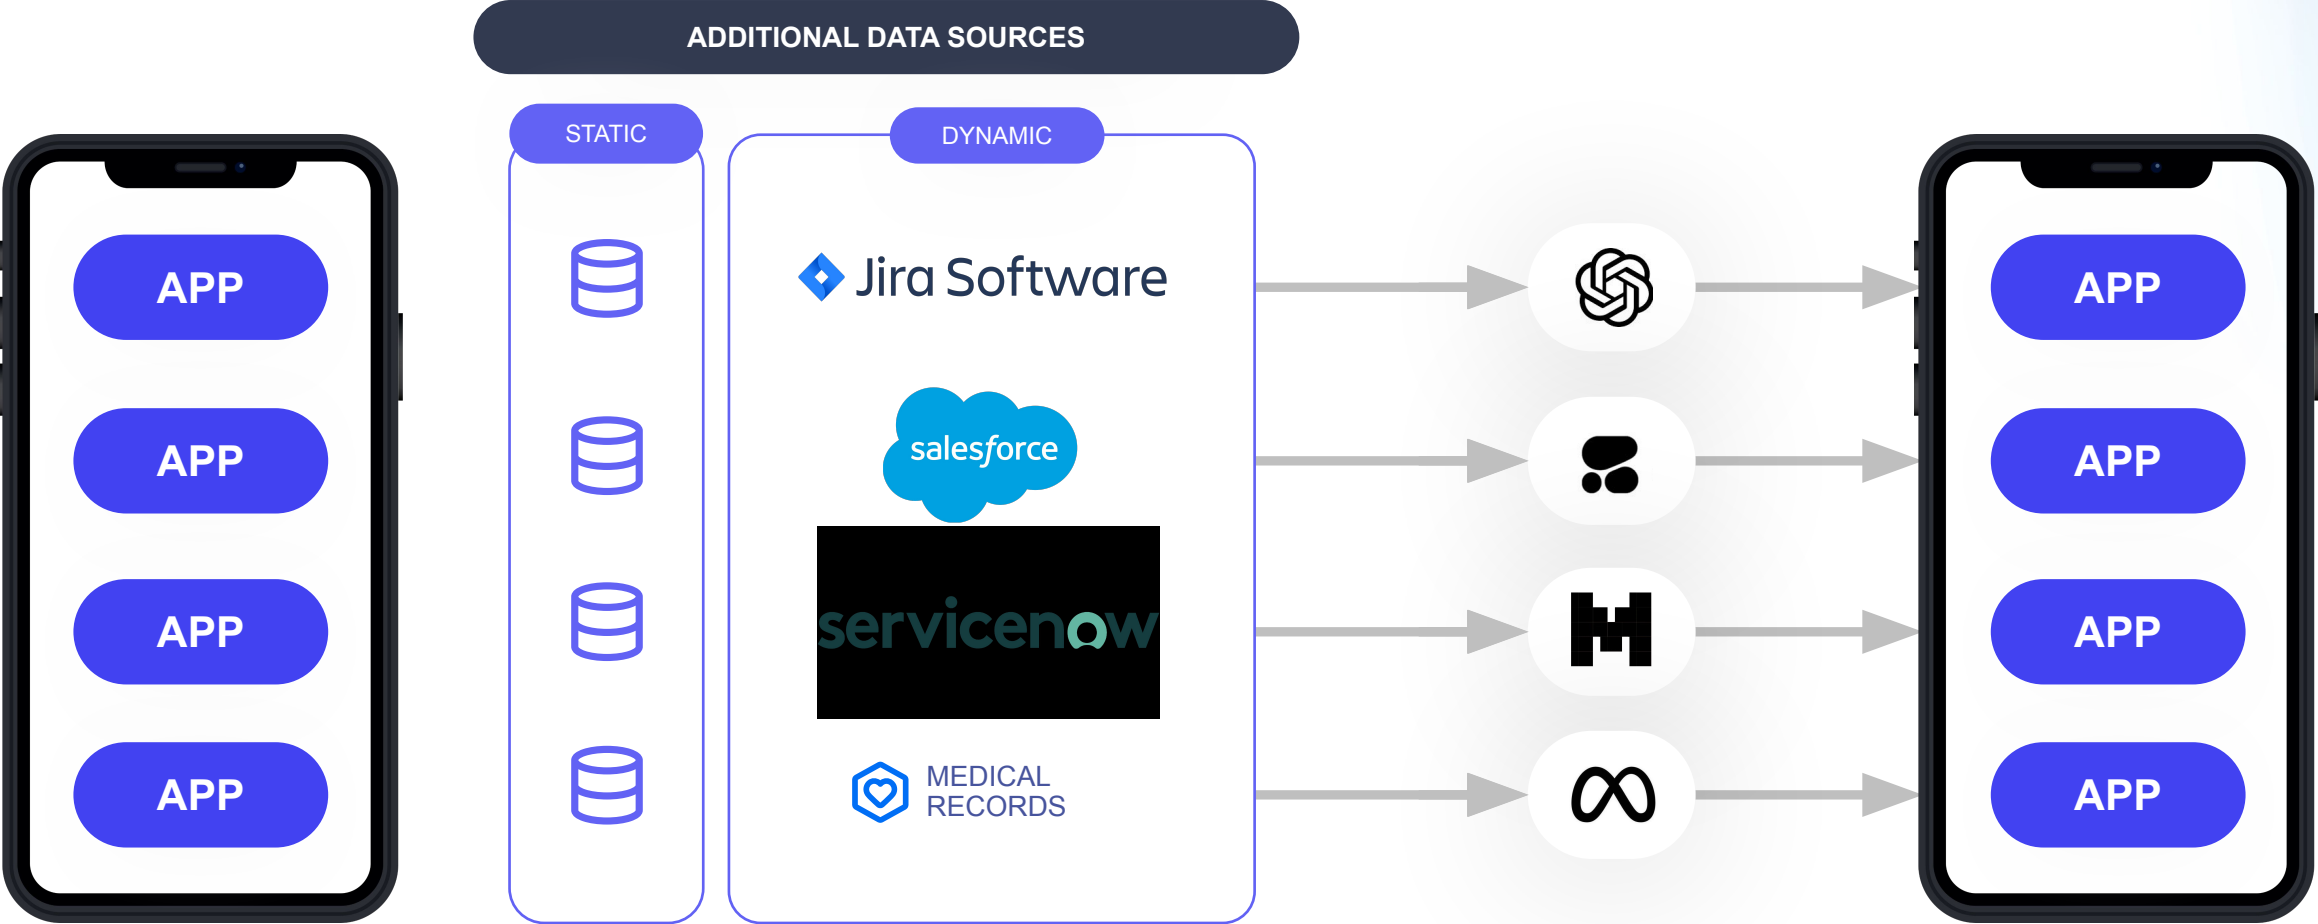 ADDITIONAL DATA SOURCES
STATIC
DYNAMIC
APP
APP
APP
APP
Jira Software
salesforce
servicenow
MEDICAL
RECORDS
APP
APP
APP
APP